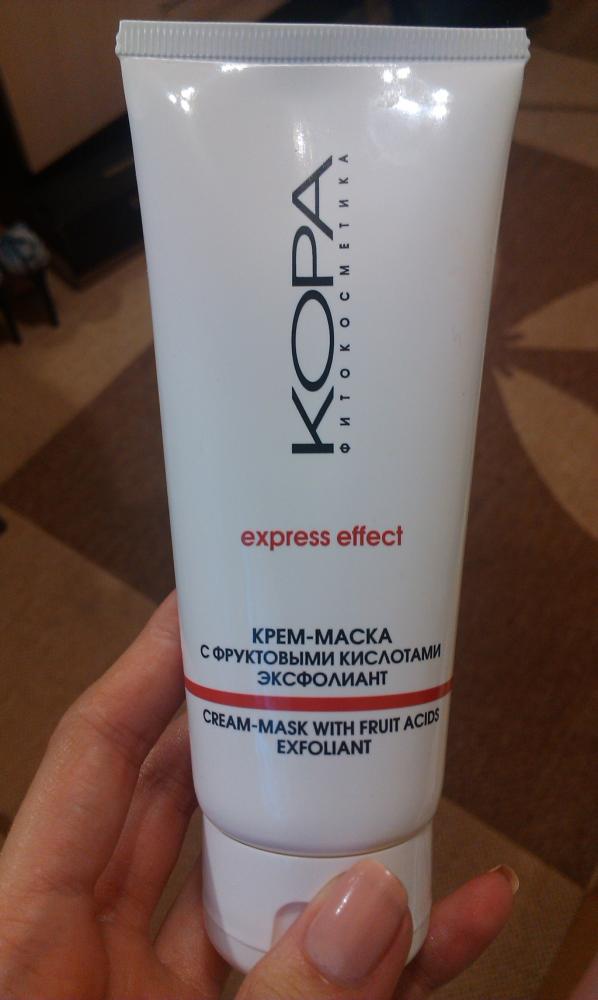 КОРА
ФИТОКОСМЕТИКА
express effect
КРЕМ-МАСКА
С ФРУКТОВЫМИ КИСЛОТАМИ
ЭКСФОЛИАНТ
CREAM-MASK WITH FRUIT ACIDS
EXFOLIANT